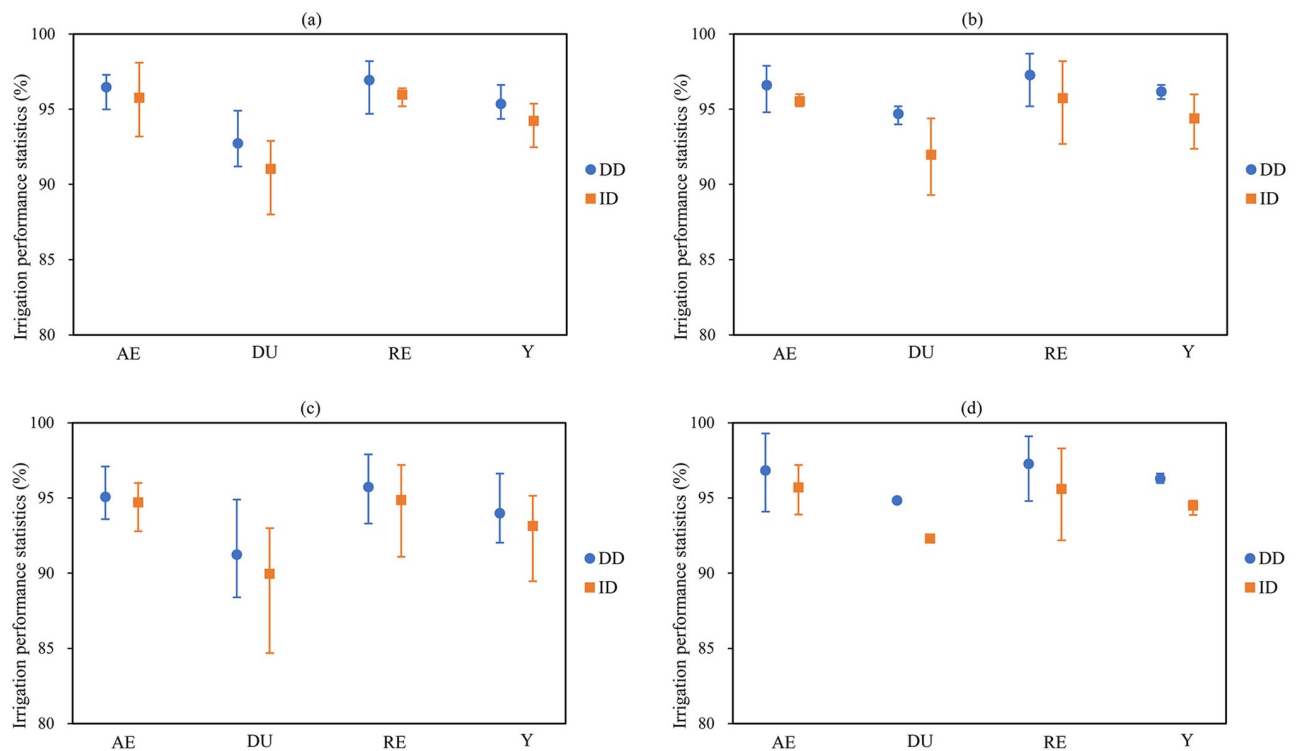 (a)
Irrigation performance statistics (%)
100
95
90
85
80
AE DU RE Y
DD
ID
(b)
Irrigation performance statistics (%)
100
95
90
85
80
AE DU RE Y
DD
ID
(c)
Irrigation performance statistics (%)
100
95
90
85
80
AE DU RE Y
DD
ID
(d)
Irrigation performance statistics (%)
100
95
90
85
80
AE DU RE Y
DD
ID